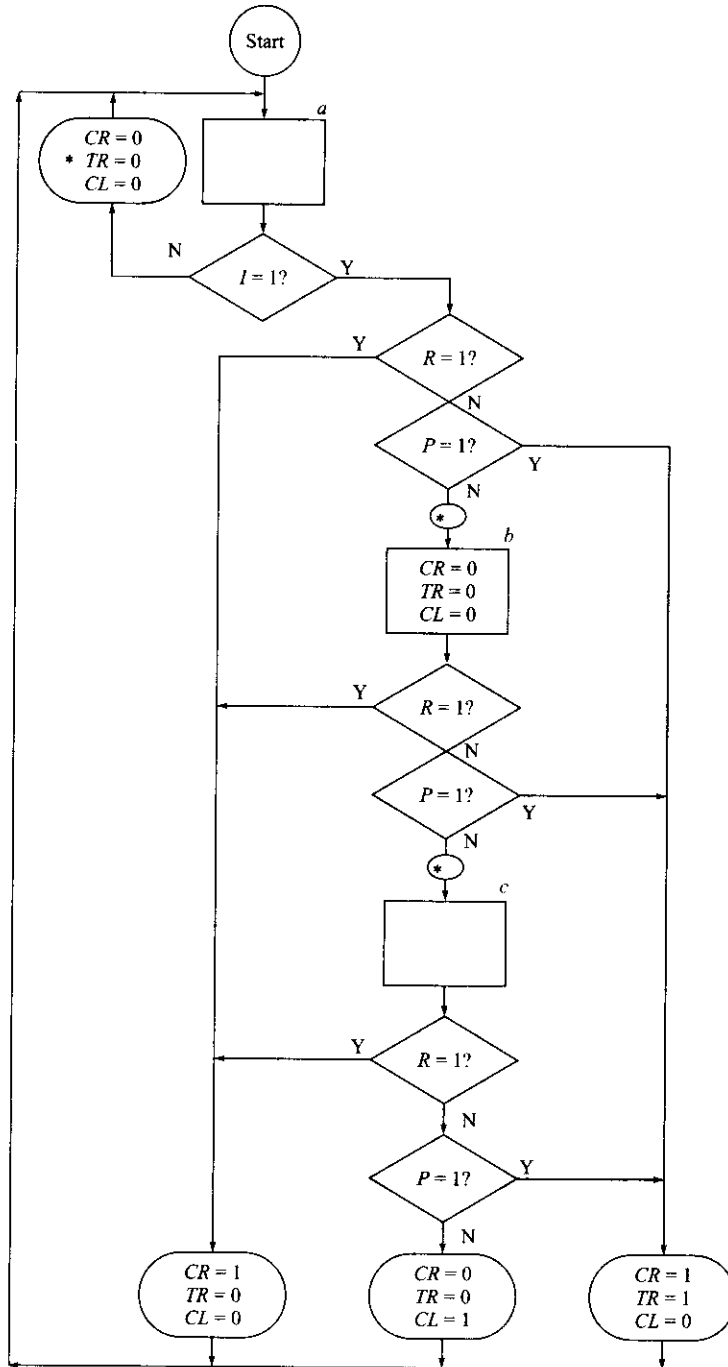 Start
a
CR = 0
* TR = 0
CL = 0
N
I = 1?
Y
Y
R = 1?
N
P = 1?
Y
N
*
b
CR = 0
TR = 0
CL = 0
Y
R = 1?
N
P = 1?
Y
N
*
c
Y
R = 1?
N
P = 1?
Y
N
CR = 1
TR = 0
CL = 0
CR = 0
TR = 0
CL = 1
CR = 1
TR = 1
CL = 0